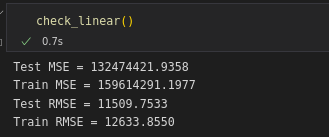 check_linear()
0.7s
Test MSE = 132474421.9358
Train MSE = 159614291.1977
Test RMSE = 11509.7533
Train RMSE = 12633.8550